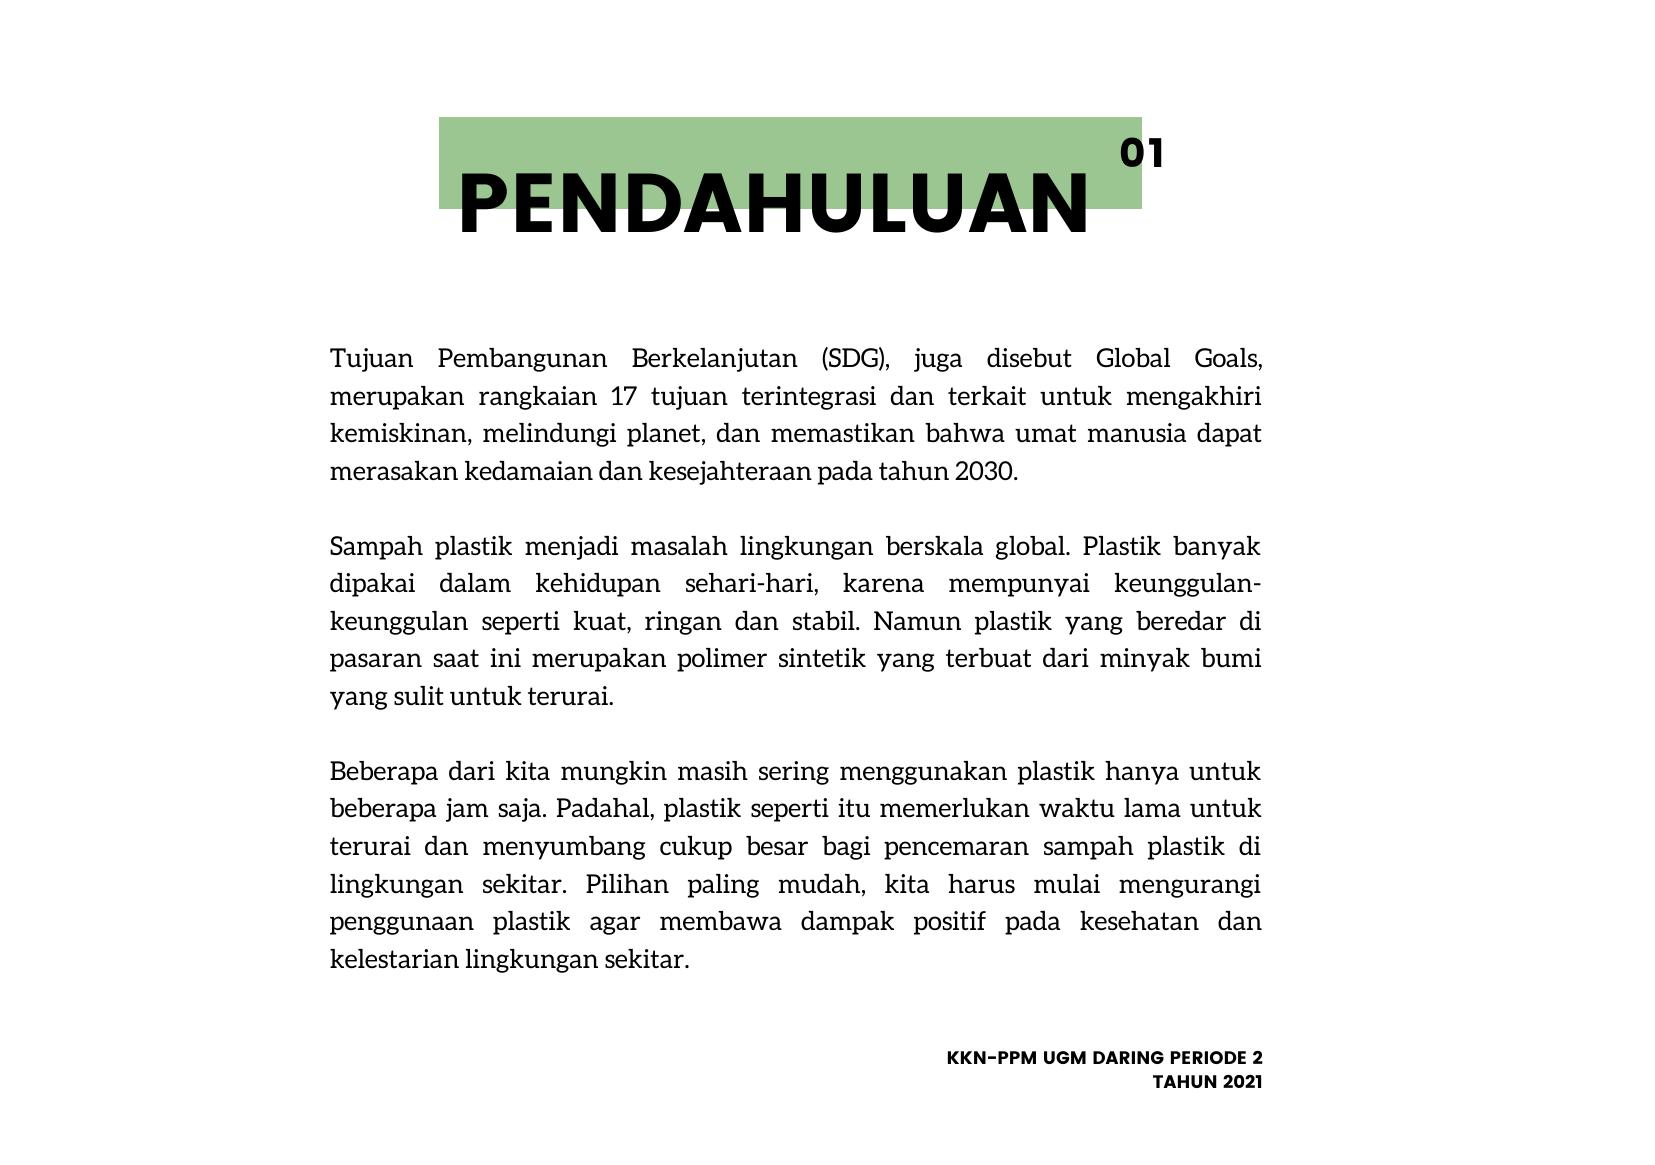 01
PENDAHULUAN
Tujuan Pembangunan Berkelanjutan (SDG), juga disebut Global Goals,
merupakan rangkaian 17 tujuan terintegrasi dan terkait untuk mengakhiri
kemiskinan, melindungi planet, dan memastikan bahwa umat manusia dapat
merasakan kedamaian dan kesejahteraan pada tahun 2030.
Sampah plastik menjadi masalah lingkungan berskala global. Plastik banyak
dipakai dalam kehidupan sehari-hari, karena mempunyai keunggulan-
keunggulan seperti kuat, ringan dan stabil. Namun plastik yang beredar di
pasaran saat ini merupakan polimer sintetik yang terbuat dari minyak bumi
yang sulit untuk terurai.
Beberapa dari kita mungkin masih sering menggunakan plastik hanya untuk
beberapa jam saja. Padahal, plastik seperti itu memerlukan waktu lama untuk
terurai dan menyumbang cukup besar bagi pencemaran sampah plastik di
lingkungan sekitar. Pilihan paling mudah, kita harus mulai mengurangi
penggunaan plastik agar membawa dampak positif pada kesehatan dan
kelestarian lingkungan sekitar.
KKN-PPM UGM DARING PERIODE 2
TAHUN 2021